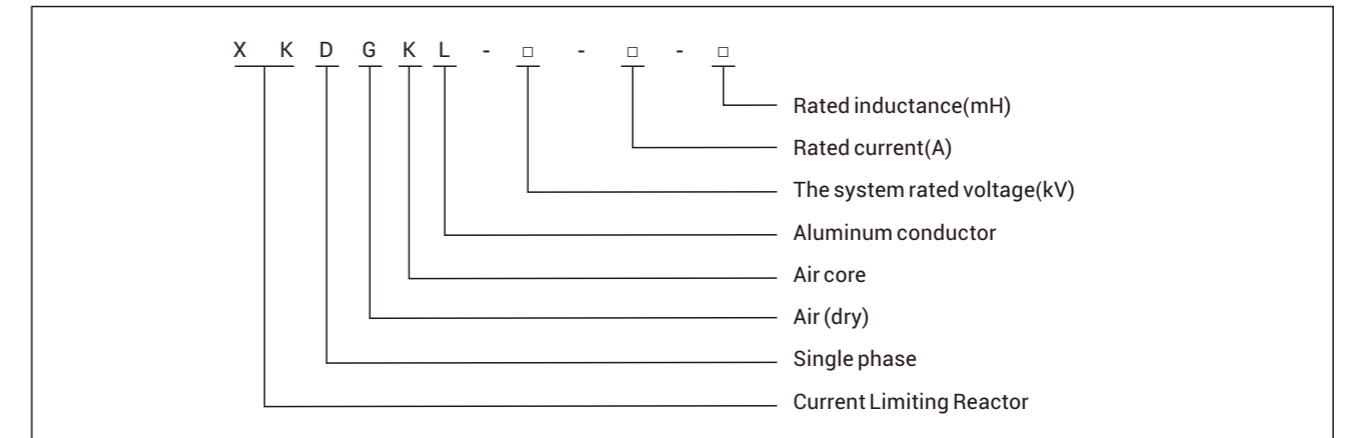 X K D G K L - □ - □ - □
Rated inductance(mH)
Rated current(A)
The system rated voltage(kV)
Aluminum conductor
Air core
Air (dry)
Single phase
Current Limiting Reactor